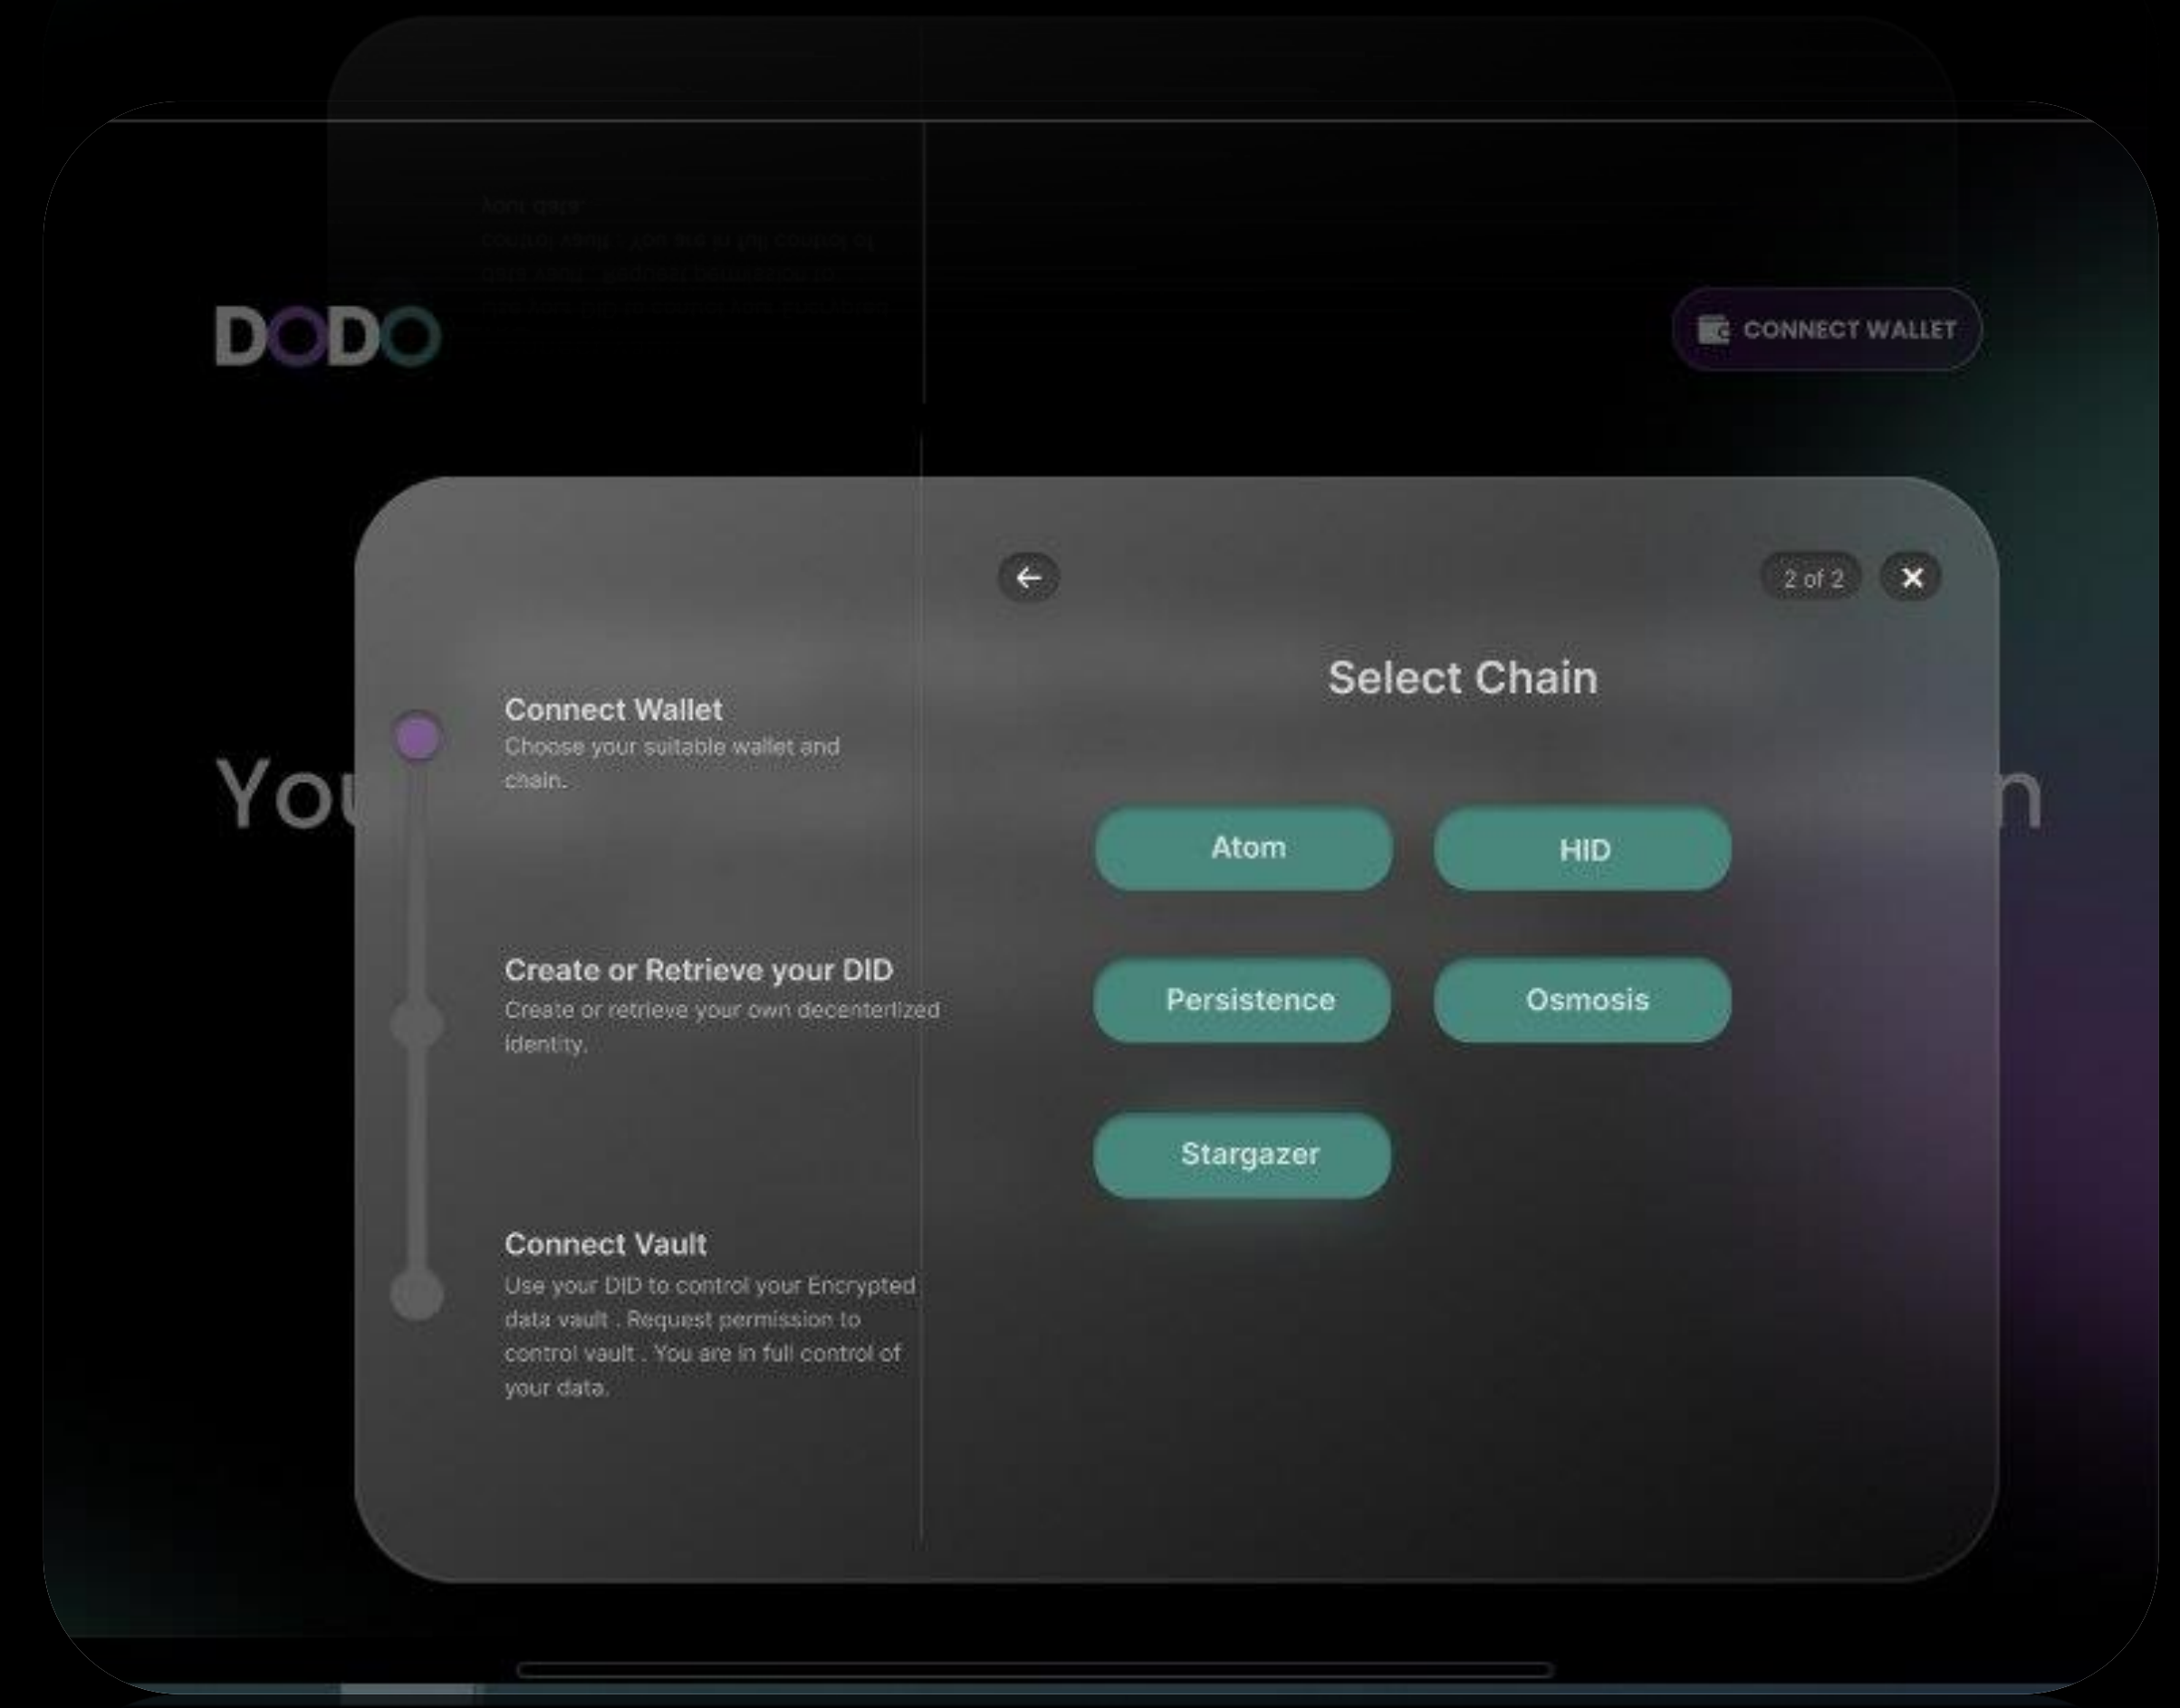 DODO
CONNECT WALLET
2 of 2
Select Chain
Connect Wallet
Choose your suitable wallet and
chain.
Create or Retrieve your DID
Create or retrieve your own decenterlized
identity.
Connect Vault
Use your DID to control your Encrypted
data vault . Request permission to
control vault . You are in full control of
your data.
Atom
HID
Persistence
Osmosis
Stargazer